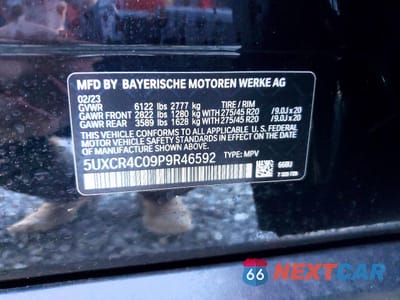 MFD BY BAYERISCHE MOTOREN WERKE AG
02/23
GVWR 6122 lbs 2777 kg TIRE / RIM
GAWR FRONT 2822 lbs 1280 kg WITH 275/45 R20 /9.0J x 20
GAWR REAR 3589 lbs 1628 kg WITH 275/45 R20 /9.0J x 20
THIS VEHICLE CONFORMS TO ALL APPLICABLE
U. S. FEDERAL MOTOR VEHICLE SAFETY
STANDARDS IN EFFECT ON THE DATE OF
MANUFACTURE SHOWN ABOVE.
5UXCR4C09P9R46592 TYPE: MPV
66 NEXTCAR